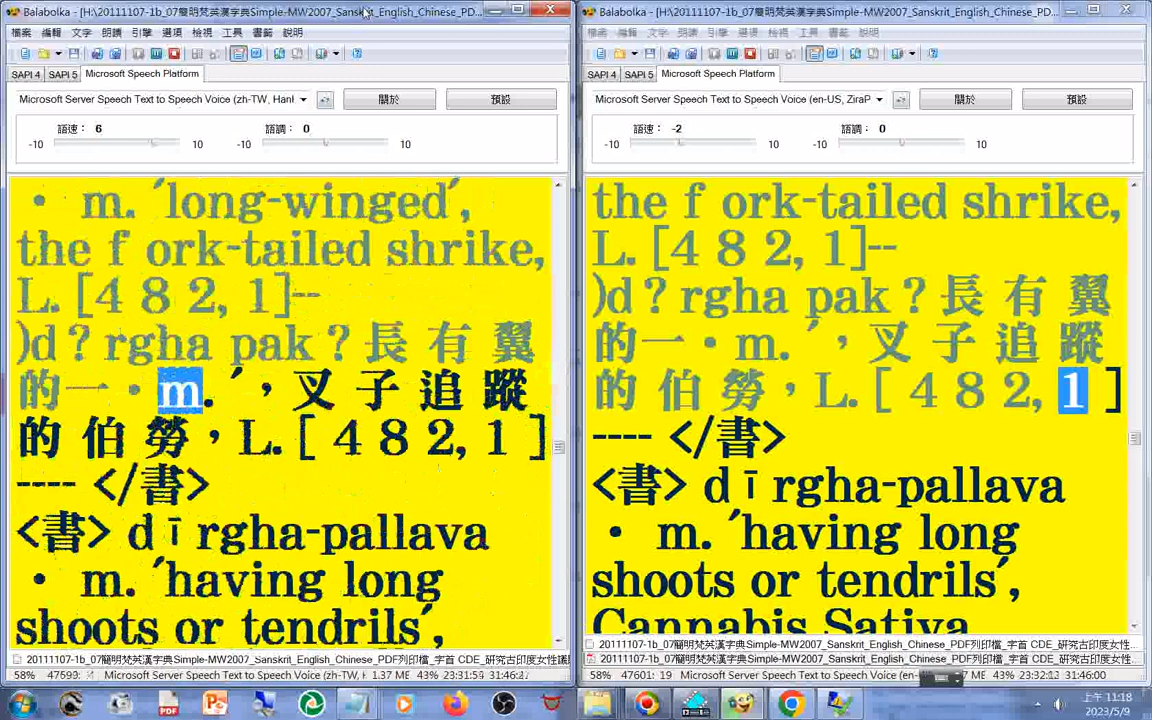 Balabolka - [H:\20111107-1b_07簡明梵英漢字典Simple-MW2007_Sanskrit_English_Chinese_PD...
檔案 編輯 文字 朗讀 引擎 選項 檢視 工具 書籤 說明
SAPI 4 SAPI 5 Microsoft Speech Platform
Microsoft Server Speech Text to Speech Voice (zh-TW, Hanl
關於 預設
語速： 6 語調： 0
-10 10 -10 10
• m. ´long-winged´,
the f ork-tailed shrike,
L. [4 8 2, 1]--
)d？rgha pak？長 有 翼
的一・m. ´，叉 子 追 蹤
的 伯 勞，L. [ 4 8 2, 1 ]
---- </書>
<書> dīrgha-pallava
• m. ´having long
shoots or tendrils´,
20111107-1b_07簡明梵英漢字典Simple-MW2007_Sanskrit_English_Chinese_PDF列印檔_字首 CDE_研究古印度女性議
58% 47599: Microsoft Server Speech Text to Speech Voice (zh-TW, H 1.37 MB 43% 23:31:59 31:46:2
Balabolka - [H:\20111107-1b_07簡明梵英漢字典Simple-MW2007_Sanskrit_English_Chinese_PD...
檔案 編輯 文字 朗讀 引擎 選項 檢視 工具 書籤 說明
SAPI 4 SAPI 5 Microsoft Speech Platform
Microsoft Server Speech Text to Speech Voice (en-US, ZiraP
關於 預設
語速： -2 語調： 0
-10 10 -10 10
the f ork-tailed shrike,
L. [4 8 2, 1]--
)d？rgha pak？長 有 翼
的一・m. ´，叉 子 追 蹤
的 伯 勞，L. [ 4 8 2, 1 ]
---- </書>
<書> dīrgha-pallava
• m. ´having long
shoots or tendrils´,
Cannabis Sativa
20111107-1b_07簡明梵英漢字典Simple-MW2007_Sanskrit_English_Chinese_PDF列印檔_字首 CDE_研究古印度女性
20111107-1b_07簡明梵英漢字典Simple-MW2007_Sanskrit_English_Chinese_PDF列印檔_字首 CDE_研究古印度女性...
58% 47601: 19 Microsoft Server Speech Text to Speech Voice (en 43% 23:32:12 31:46:00
上午 11:18
2023/5/9